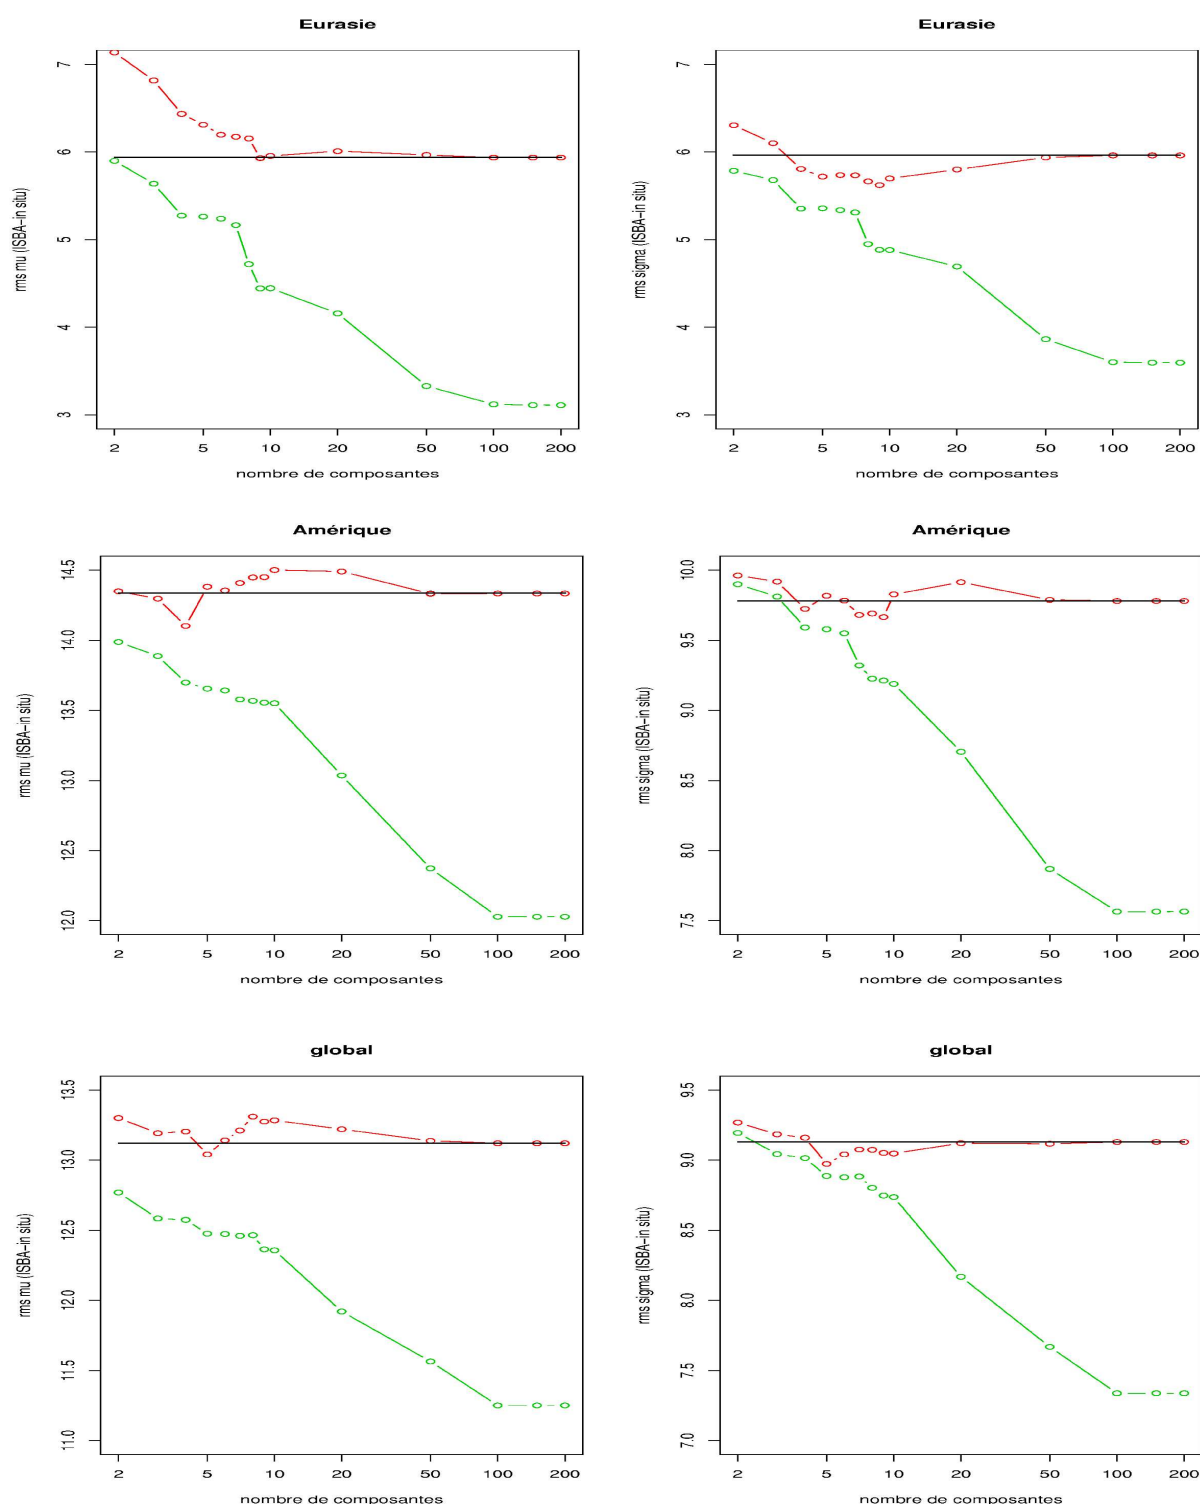 Eurasie
rms mu (ISBA−in situ)
7
6
5
4
3
2 5 10 20 50 100 200
nombre de composantes
Eurasie
rms sigma (ISBA−in situ)
7
6
5
4
3
2 5 10 20 50 100 200
nombre de composantes
Amérique
rms mu (ISBA−in situ)
14.5
14.0
13.5
13.0
12.5
12.0
2 5 10 20 50 100 200
nombre de composantes
Amérique
rms sigma (ISBA−in situ)
10.0
9.5
9.0
8.5
8.0
7.5
2 5 10 20 50 100 200
nombre de composantes
global
rms mu (ISBA−in situ)
13.5
13.0
12.5
12.0
11.5
11.0
2 5 10 20 50 100 200
nombre de composantes
global
rms sigma (ISBA−in situ)
9.5
9.0
8.5
8.0
7.5
7.0
2 5 10 20 50 100 200
nombre de composantes